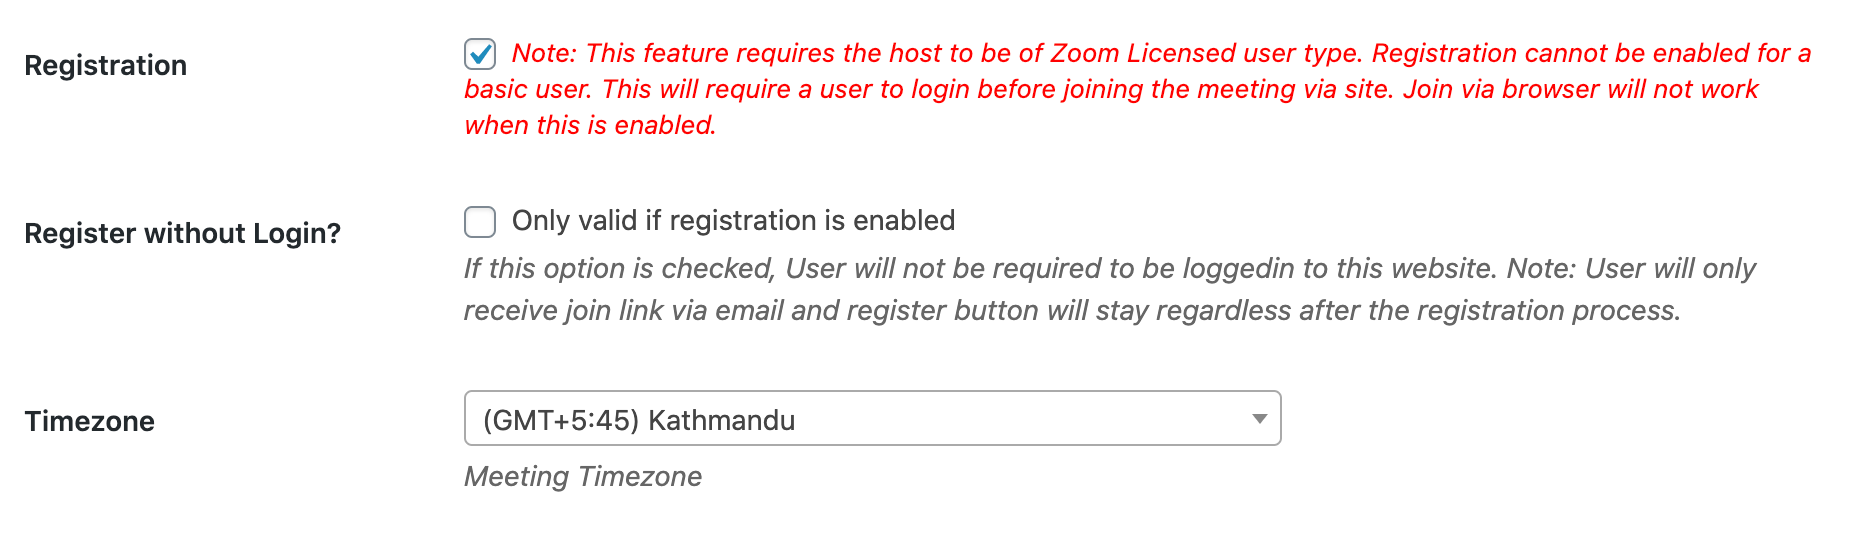 Registration
Note: This feature requires the host to be of Zoom Licensed user type. Registration cannot be enabled for a
basic user. This will require a user to login before joining the meeting via site. Join via browser will not work
when this is enabled.
Register without Login?
Only valid if registration is enabled
If this option is checked, User will not be required to be loggedin to this website. Note: User will only
receive join link via email and register button will stay regardless after the registration process.
Timezone
(GMT+5:45) Kathmandu
Meeting Timezone